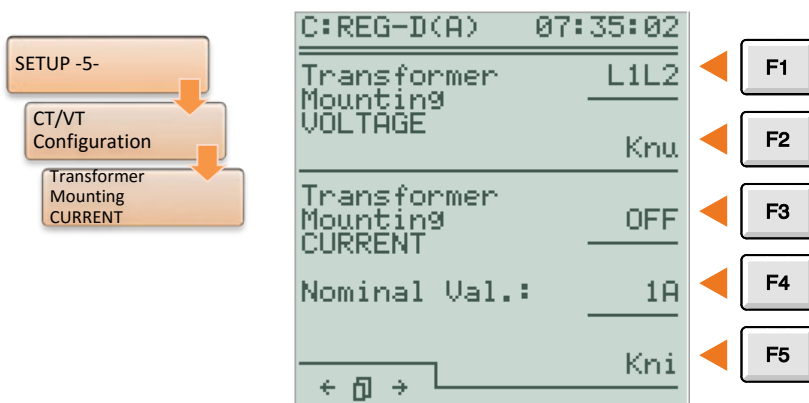 SETUP -5-
CT/VT
Configuration
Transformer
Mounting
CURRENT
C:REG-D(A) 07:35:02
Transformer L1L2
Mounting
VOLTAGE
Knu
Transformer
Mounting OFF
CURRENT
Nominal Val.: 1A
Kni
F1
F2
F3
F4
F5